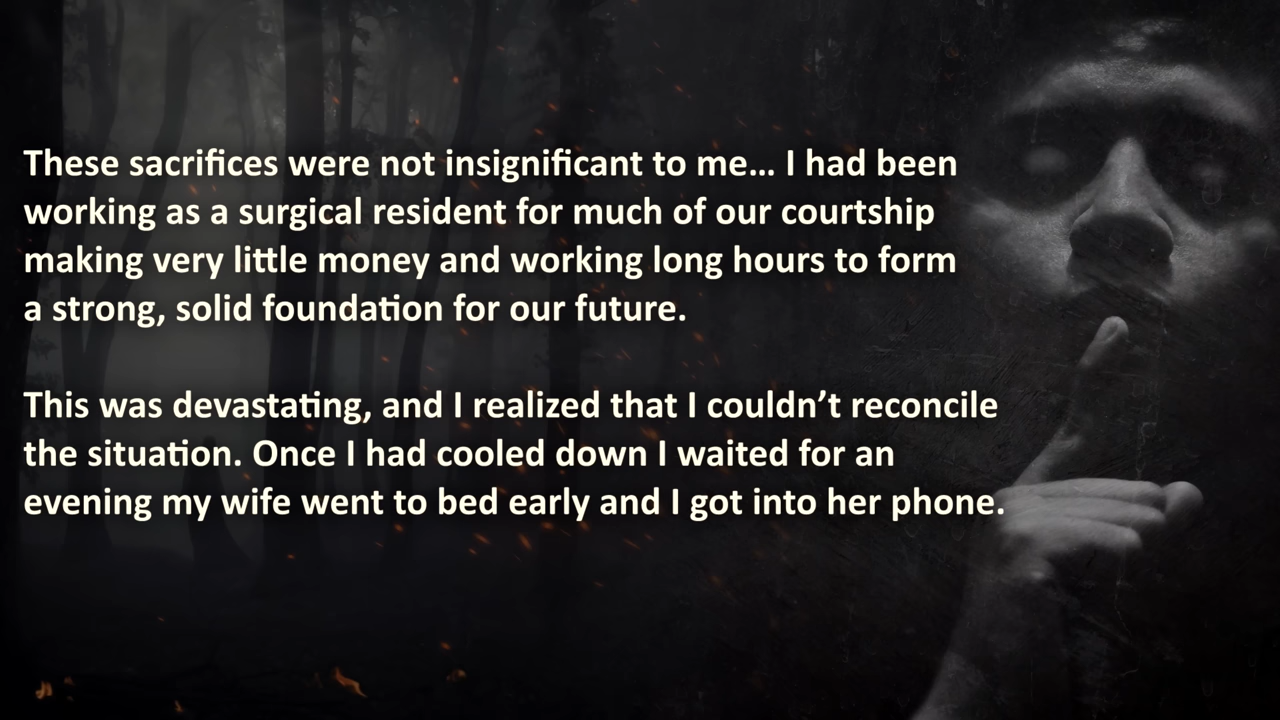 These sacrifices were not insignificant to me... I had been
working as a surgical resident for much of our courtship
making very little money and working long hours to form
a strong, solid foundation for our future.
This was devastating, and I realized that I couldn’t reconcile
the situation. Once I had cooled down I waited for an
evening my wife went to bed early and I got into her phone.